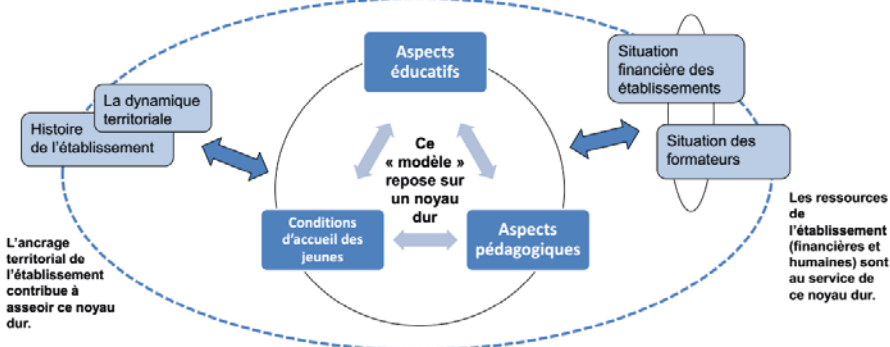 Aspects
éducatifs
Situation
financière des
établissements
La dynamique
territoriale
Histoire
de l'établissement
Ce
« modèle »
repose sur
un noyau
dur
Situation des
formateurs
Conditions
d'accueil des
jeunes
Aspects
pédagogiques
L'ancrage
territorial de
l'établissement
contribue à
asseoir ce noyau
dur.
Les ressources
de
l'établissement
(financières et
humaines) sont
au service de
ce noyau dur.